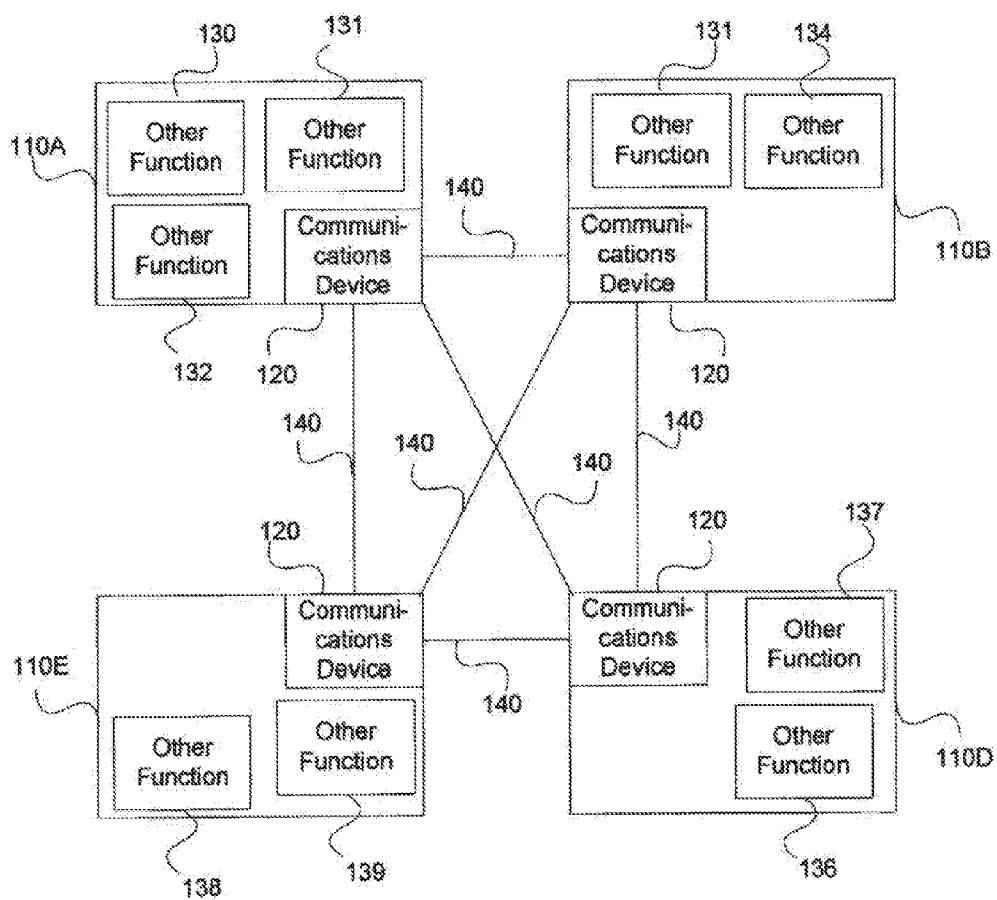 130
131
131
134
Other
Function
Other
Function
Other
Function
Other
Function
110A
140
Other
Function
Communi-
cations
Device
Communi-
cations
Device
110B
132
120
120
140
140
140
140
120
120
137
Communi-
cations
Device
Communi-
cations
Device
Other
Function
110E
140
Other
Function
Other
Function
Other
Function
110D
138
139
136